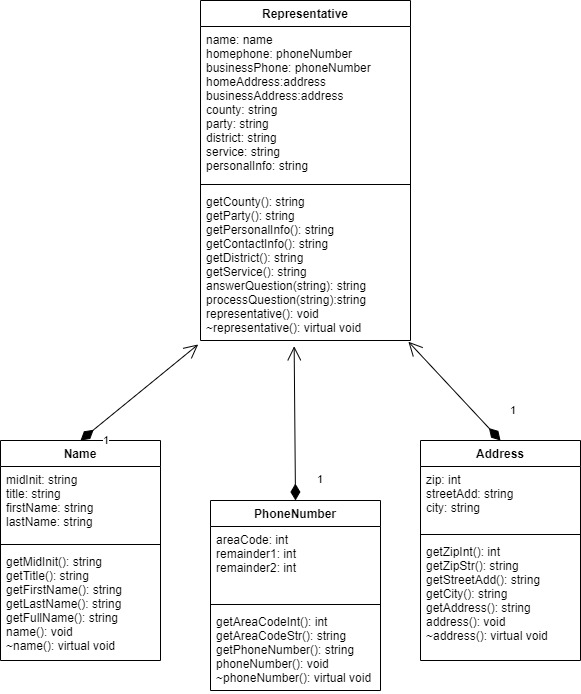 Representative
name: name
homephone: phoneNumber
businessPhone: phoneNumber
homeAddress:address
businessAddress:address
county: string
party: string
district: string
service: string
personalInfo: string
getCounty(): string
getParty(): string
getPersonalInfo(): string
getContactInfo(): string
getDistrict(): string
getService(): string
answerQuestion(string): string
processQuestion(string):string
representative(): void
~representative(): virtual void
1
Name
midInit: string
title: string
firstName: string
lastName: string
getMidInit(): string
getTitle(): string
getFirstName(): string
getLastName(): string
getFullName(): string
name(): void
~name(): virtual void
1
PhoneNumber
areaCode: int
remainder1: int
remainder2: int
getAreaCodeInt(): int
getAreaCodeStr(): string
getPhoneNumber(): string
phoneNumber(): void
~phoneNumber(): virtual void
1
Address
zip: int
streetAdd: string
city: string
getZipInt(): int
getZipStr(): string
getStreetAdd(): string
getCity(): string
getAddress(): string
address(): void
~address(): virtual void